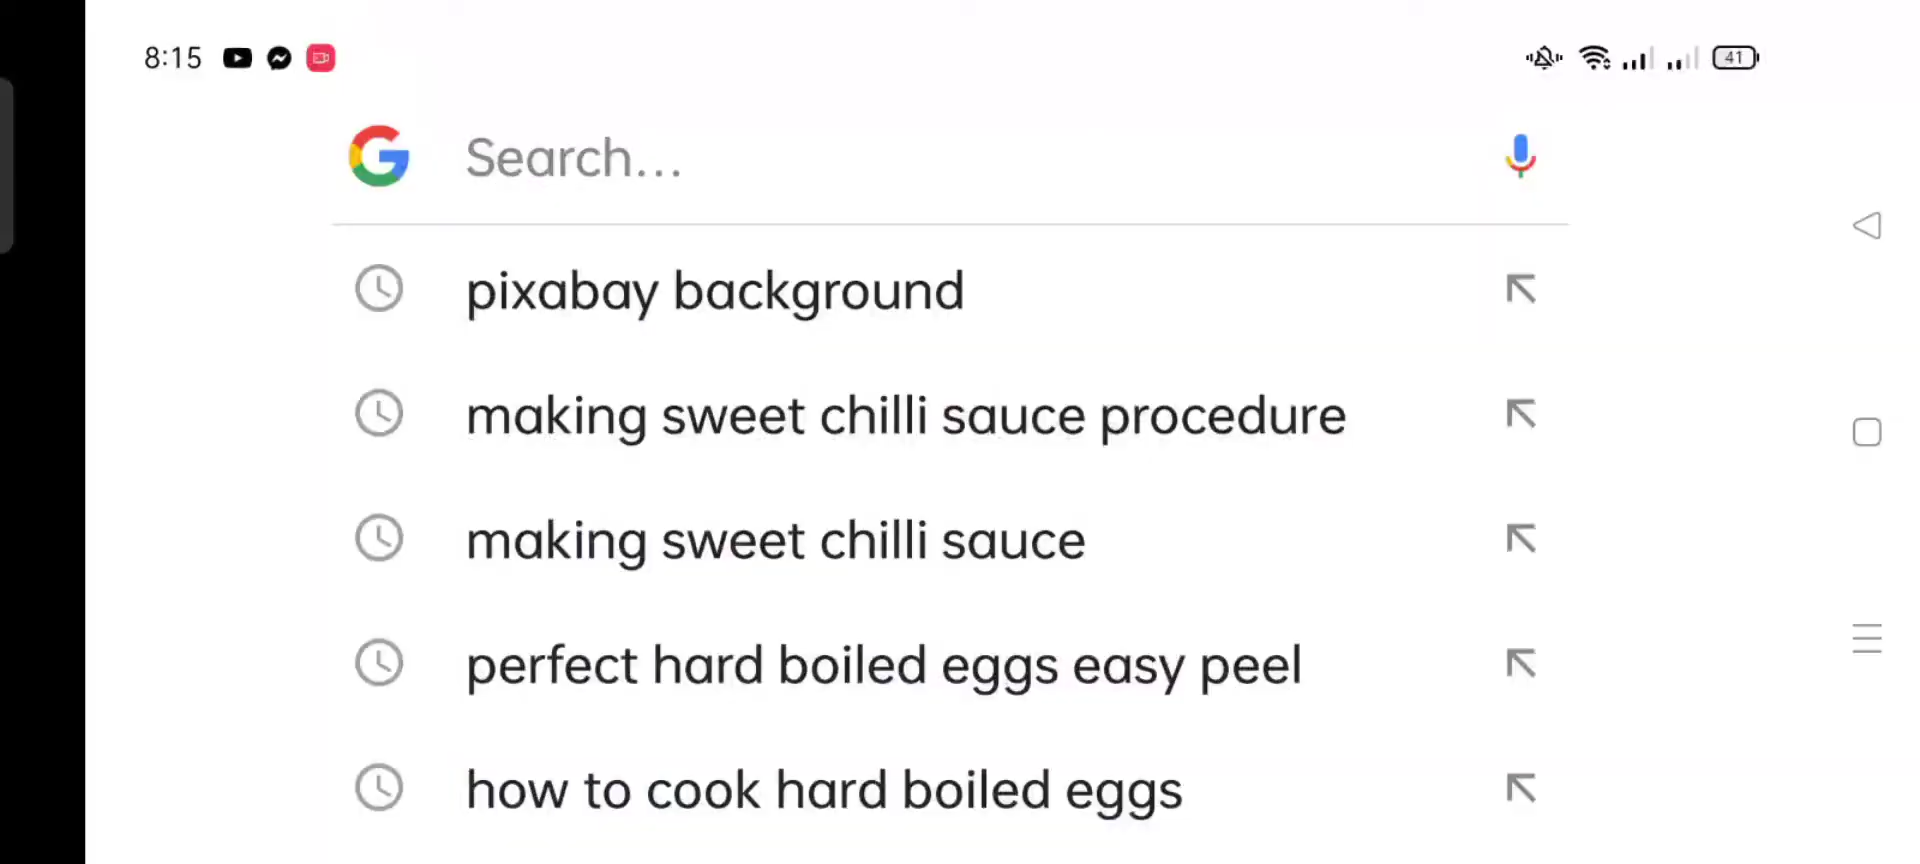 8:15
41
Search...
pixabay background
making sweet chilli sauce procedure
making sweet chilli sauce
perfect hard boiled eggs easy peel
how to cook hard boiled eggs